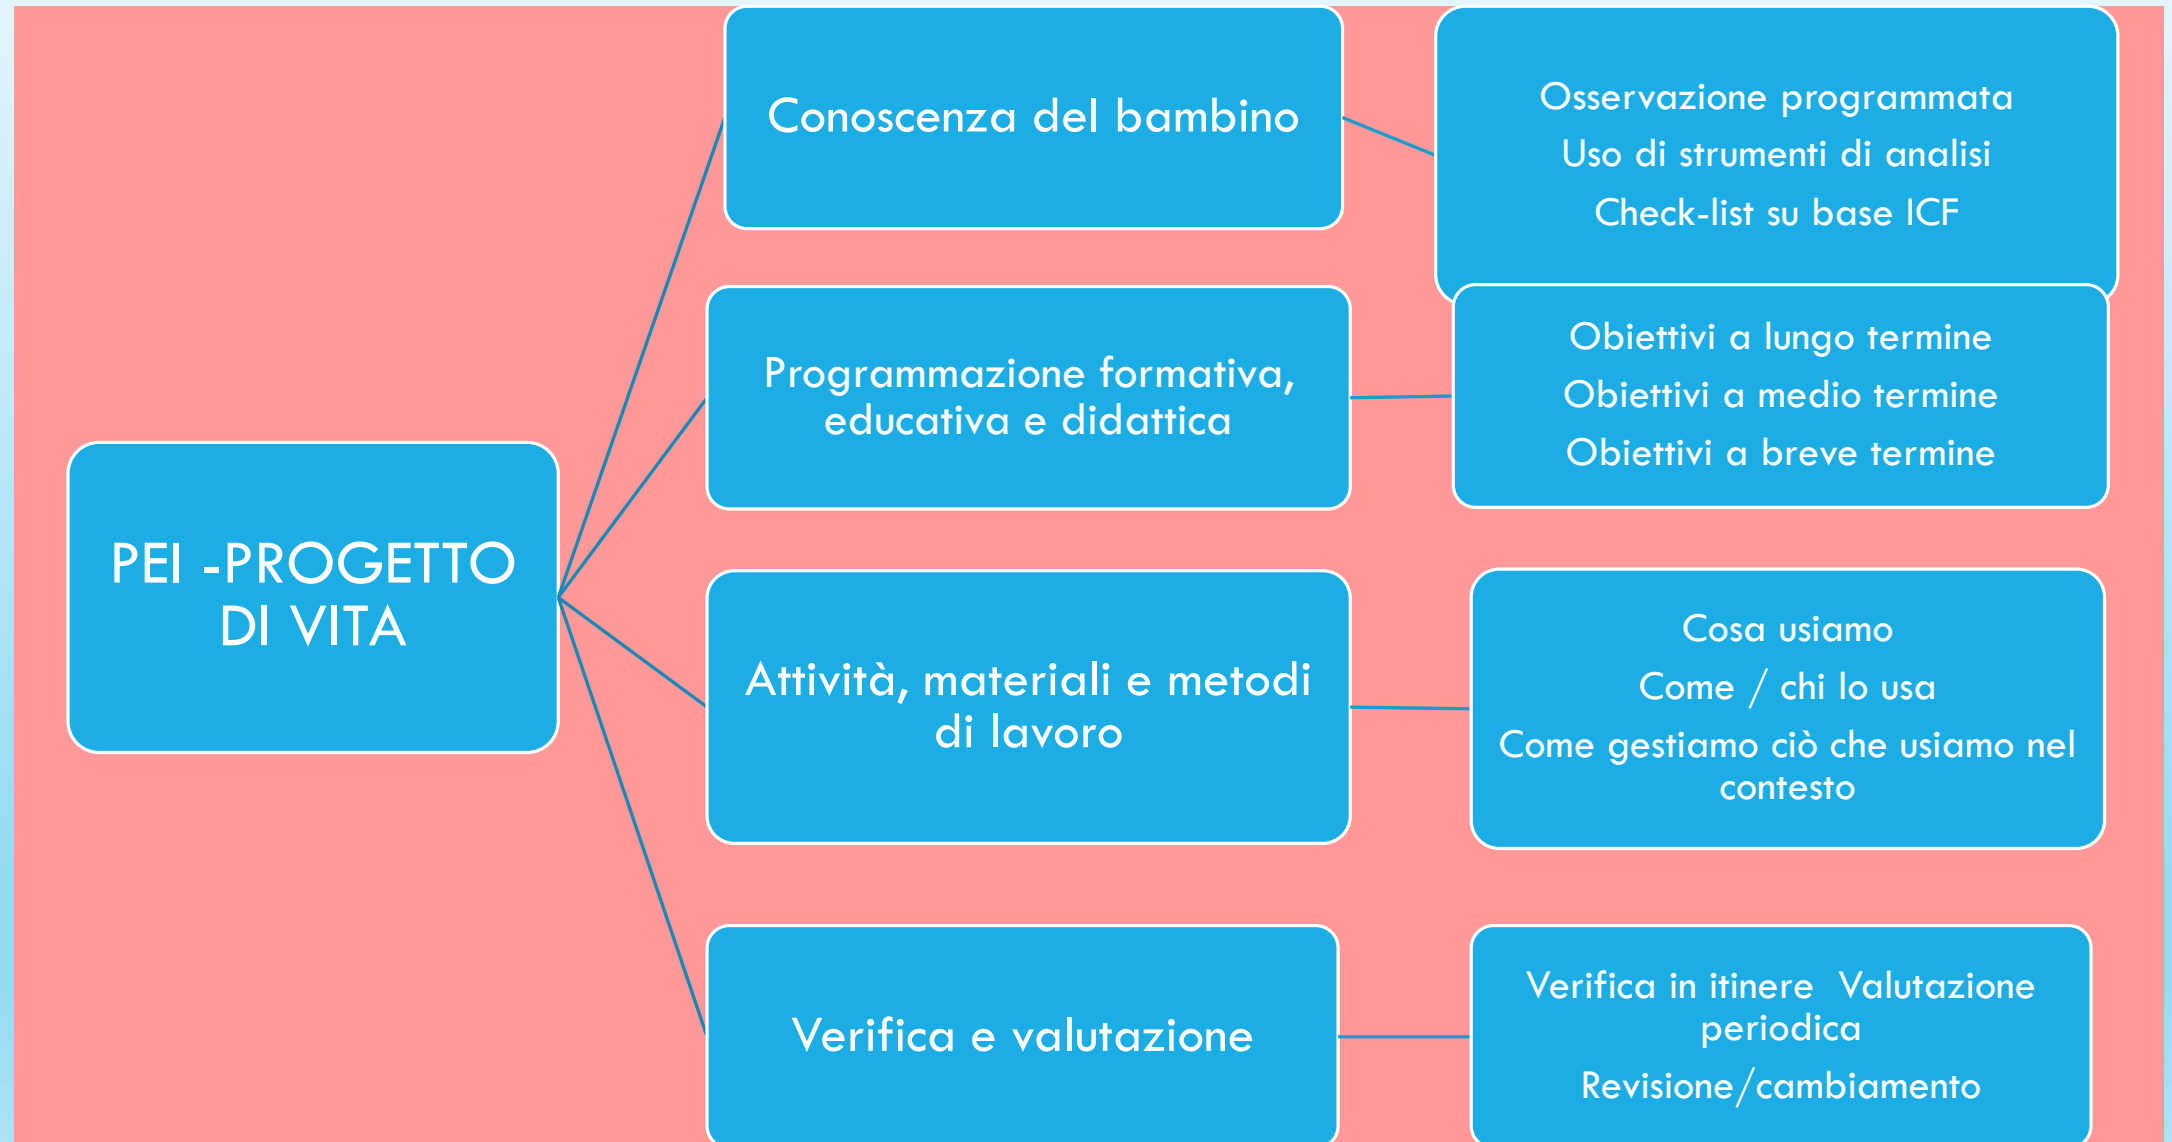 PEI -PROGETTO
DI VITA
Conoscenza del bambino
Osservazione programmata
Uso di strumenti di analisi
Check-list su base ICF
Programmazione formativa,
educativa e didattica
Obiettivi a lungo termine
Obiettivi a medio termine
Obiettivi a breve termine
Attività, materiali e metodi
di lavoro
Cosa usiamo
Come / chi lo usa
Come gestiamo ciò che usiamo nel
contesto
Verifica e valutazione
Verifica in itinere  Valutazione
periodica
Revisione/cambiamento